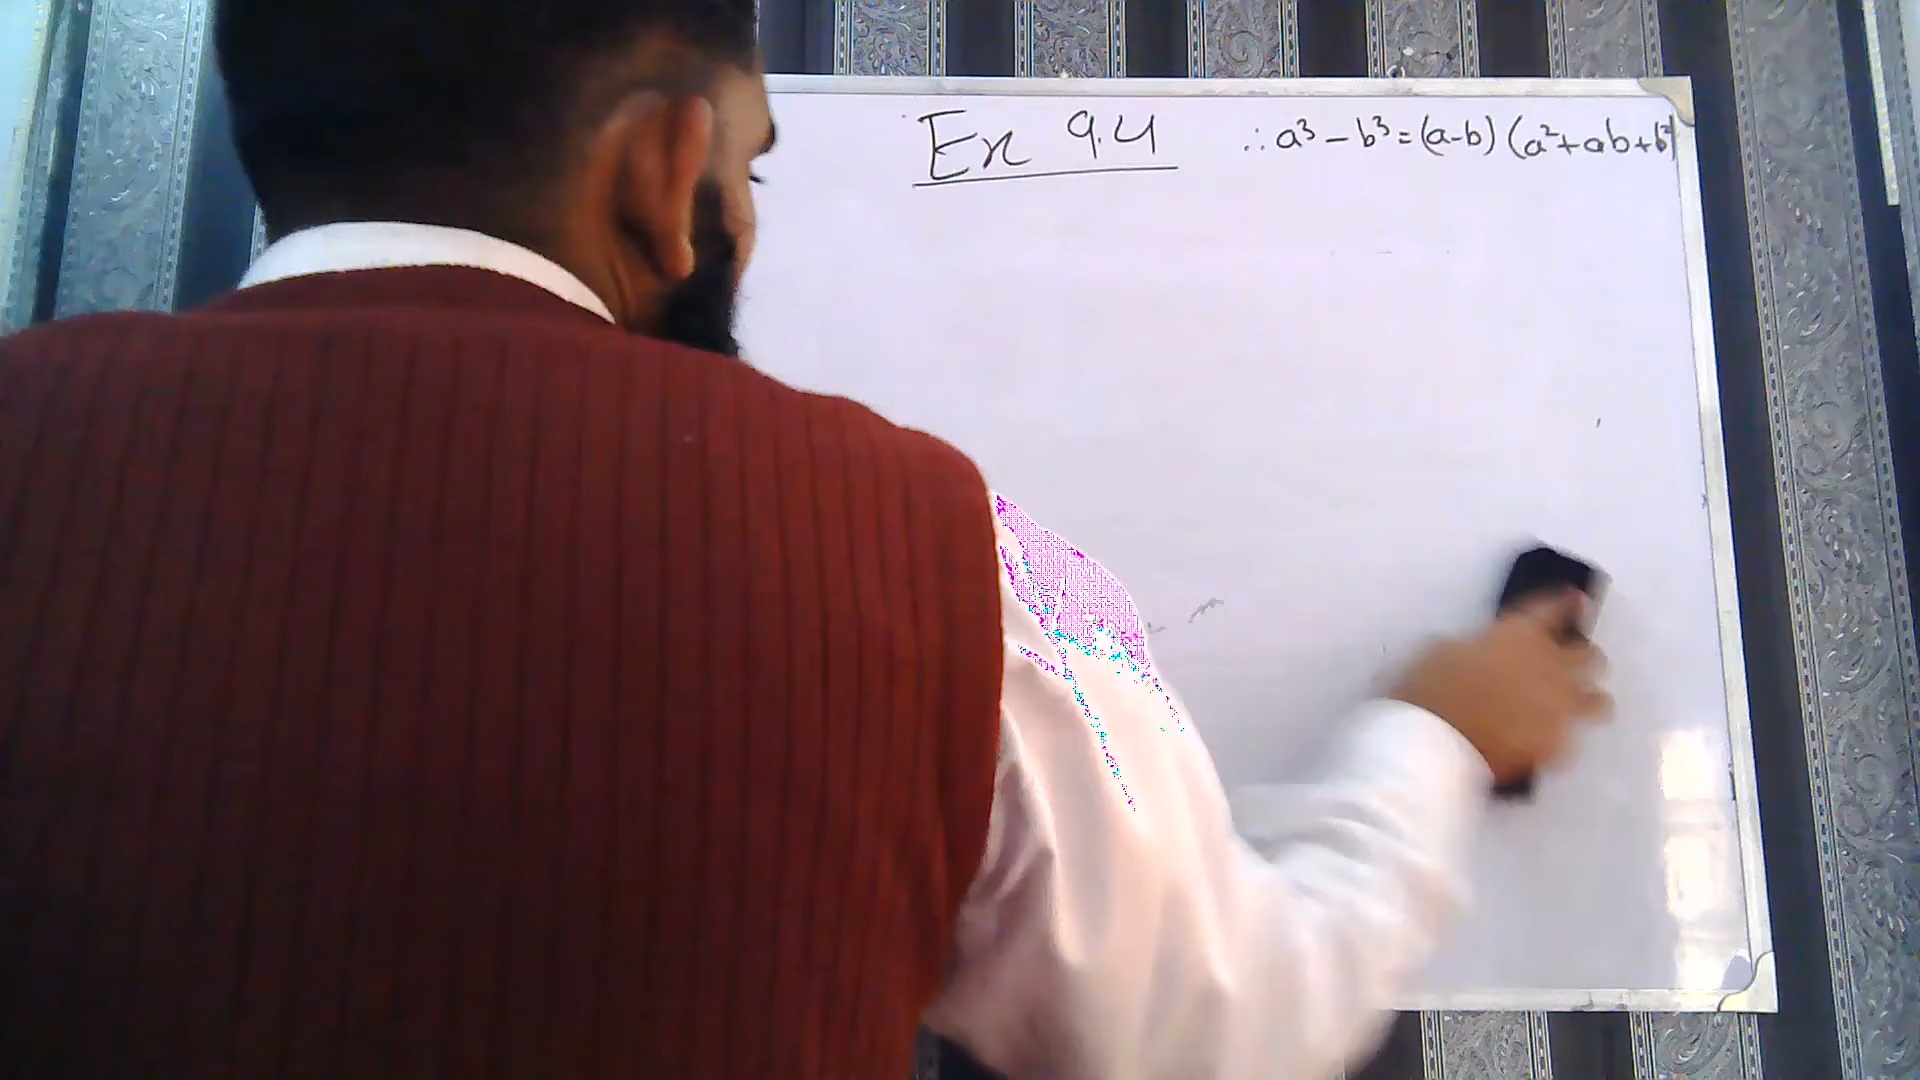 Ex 9.4
∴ a³ - b³ = (a-b) (a²+ab+b²)